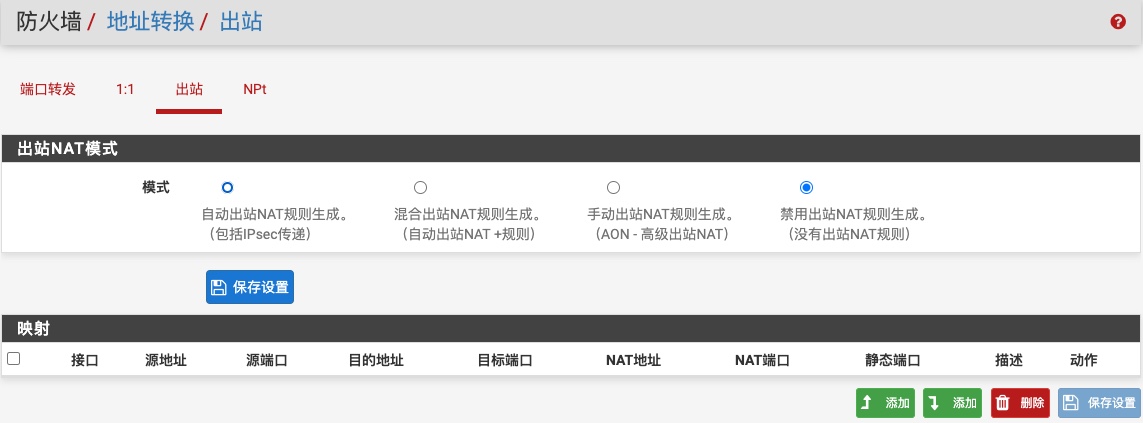 防火墙/ 地址转换/ 出站
端口转发 1:1 出站 NPt
出站NAT模式
模式
自动出站NAT规则生成。
(包括IPsec传递)
混合出站NAT规则生成。
(自动出站NAT +规则)
手动出站NAT规则生成。
(AON - 高级出站NAT)
禁用出站NAT规则生成。
(没有出站NAT规则)
保存设置
映射
接口 源地址 源端口 目的地址 目标端口 NAT地址 NAT端口 静态端口 描述 动作
添加 添加 删除 保存设置